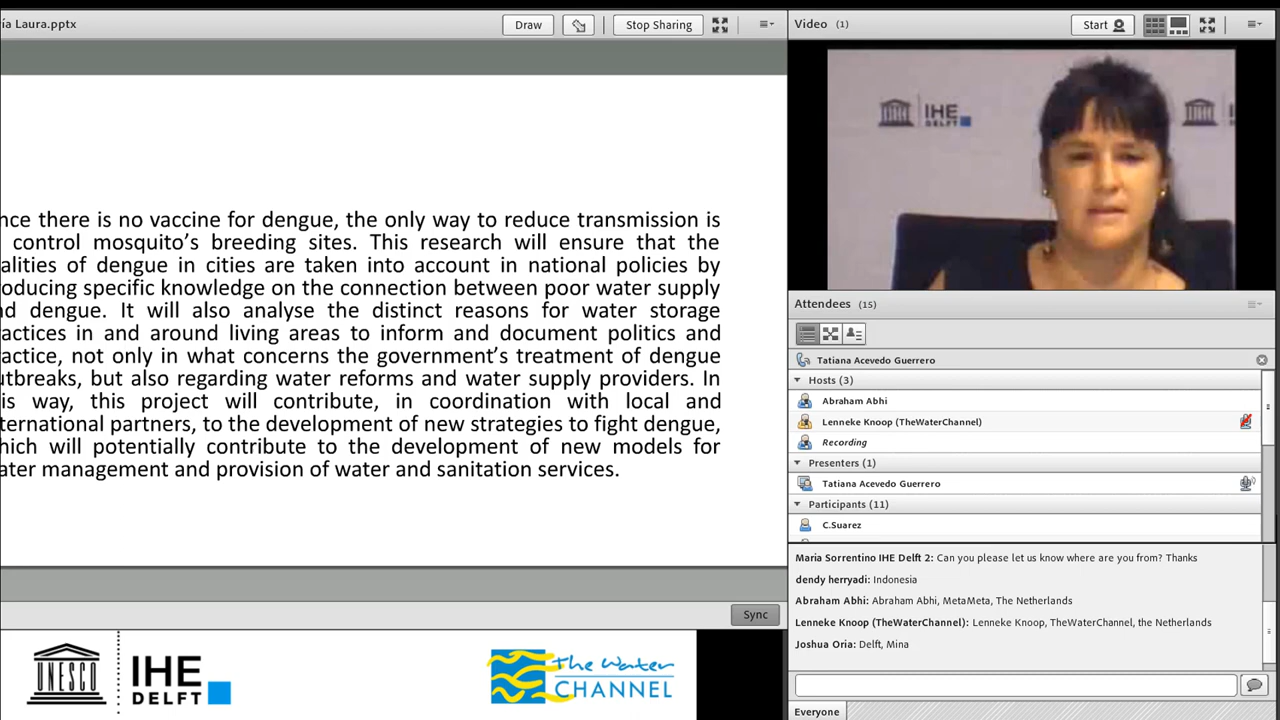 ía Laura.pptx
Draw
Stop Sharing
nce there is no vaccine for dengue, the only way to reduce transmission is
control mosquito’s breeding sites. This research will ensure that the
alities of dengue in cities are taken into account in national policies by
oducing specific knowledge on the connection between poor water supply
nd dengue. It will also analyse the distinct reasons for water storage
actices in and around living areas to inform and document politics and
actice, not only in what concerns the government’s treatment of dengue
utbreaks, but also regarding water reforms and water supply providers. In
is way, this project will contribute, in coordination with local and
ternational partners, to the development of new strategies to fight dengue,
hich will potentially contribute to the development of new models for
ater management and provision of water and sanitation services.
Sync
UNESCO
IHE
DELFT
The Water
CHANNEL
Video (1)
Start
IHE
DELFT
Attendees (15)
Tatiana Acevedo Guerrero
Hosts (3)
Abraham Abhi
Lenneke Knoop (TheWaterChannel)
Recording
Presenters (1)
Tatiana Acevedo Guerrero
Participants (11)
C.Suarez
Maria Sorrentino IHE Delft 2: Can you please let us know where are you from? Thanks
dendy herryadi: Indonesia
Abraham Abhi: Abraham Abhi, MetaMeta, The Netherlands
Lenneke Knoop (TheWaterChannel): Lenneke Knoop, TheWaterChannel, the Netherlands
Joshua Oria: Delft, Mina
Everyone